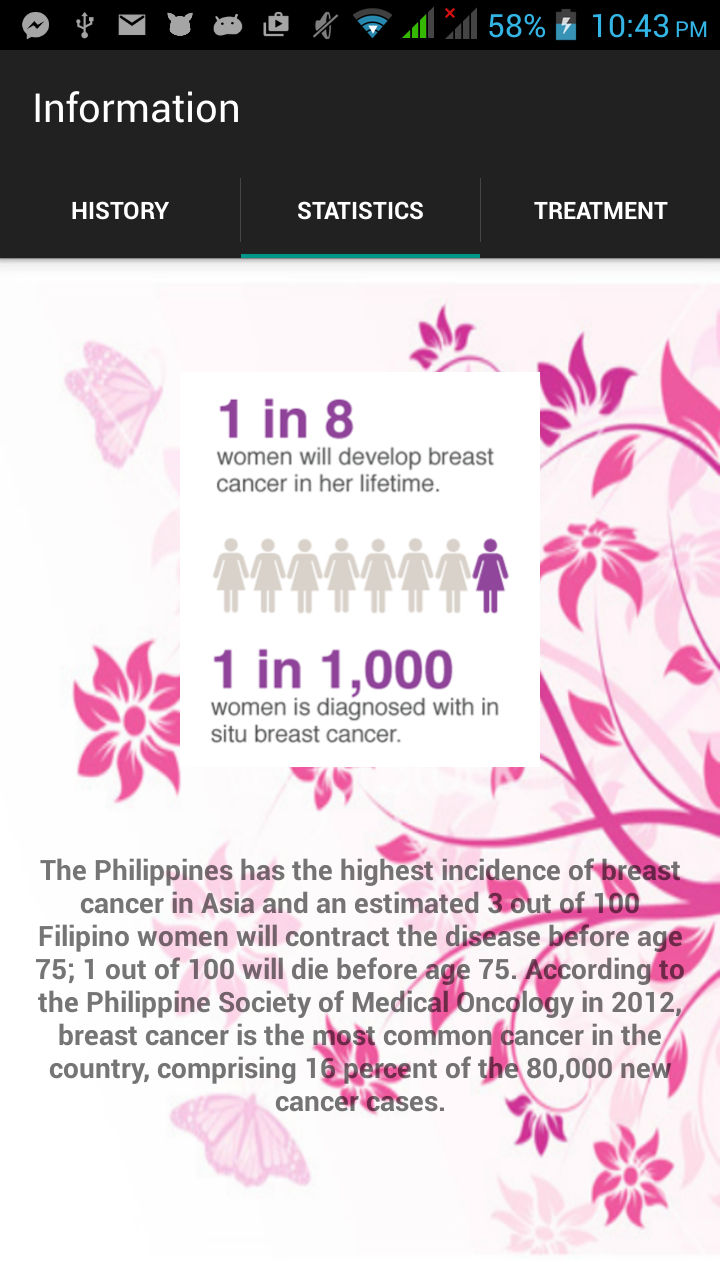 58% 10:43 PM
Information
HISTORY STATISTICS TREATMENT
1 in 8
women will develop breast
cancer in her lifetime.
1 in 1,000
women is diagnosed with in
situ breast cancer.
The Philippines has the highest incidence of breast
cancer in Asia and an estimated 3 out of 100
Filipino women will contract the disease before age
75; 1 out of 100 will die before age 75. According to
the Philippine Society of Medical Oncology in 2012,
breast cancer is the most common cancer in the
country, comprising 16 percent of the 80,000 new
cancer cases.